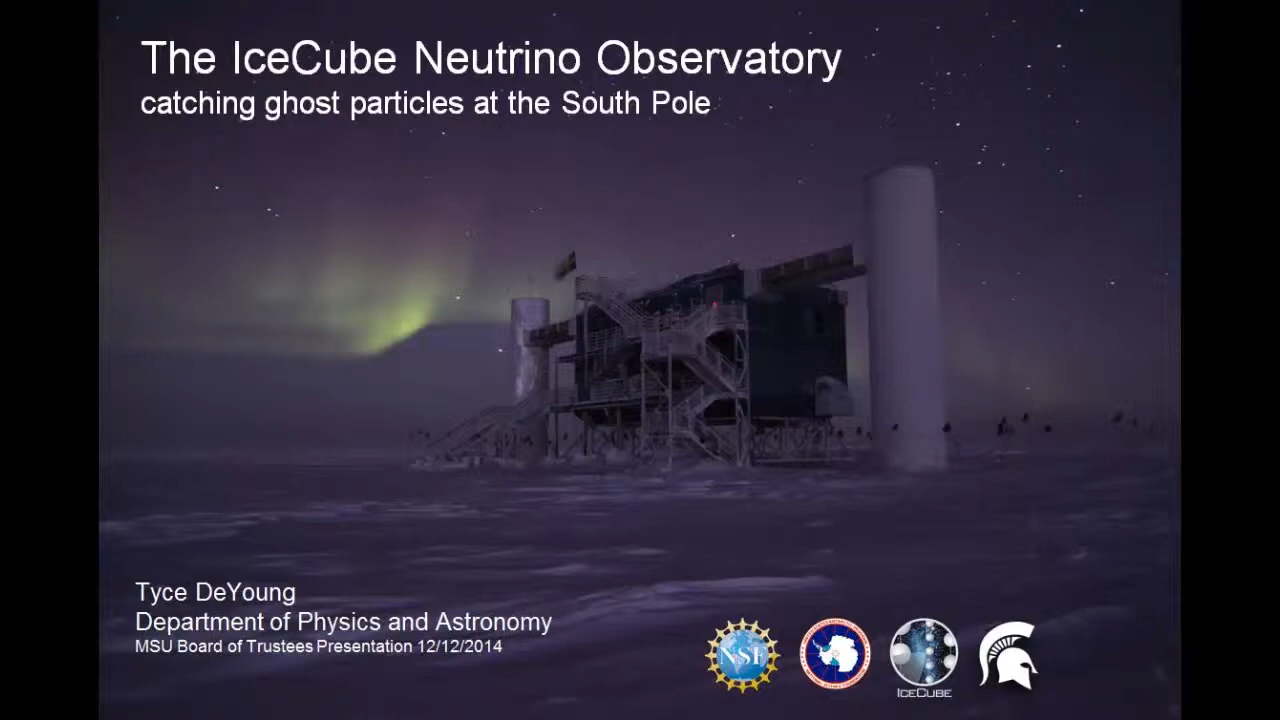 The IceCube Neutrino Observatory
catching ghost particles at the South Pole
Tyce DeYoung
Department of Physics and Astronomy
MSU Board of Trustees Presentation 12/12/2014
NSF
ICECUBE